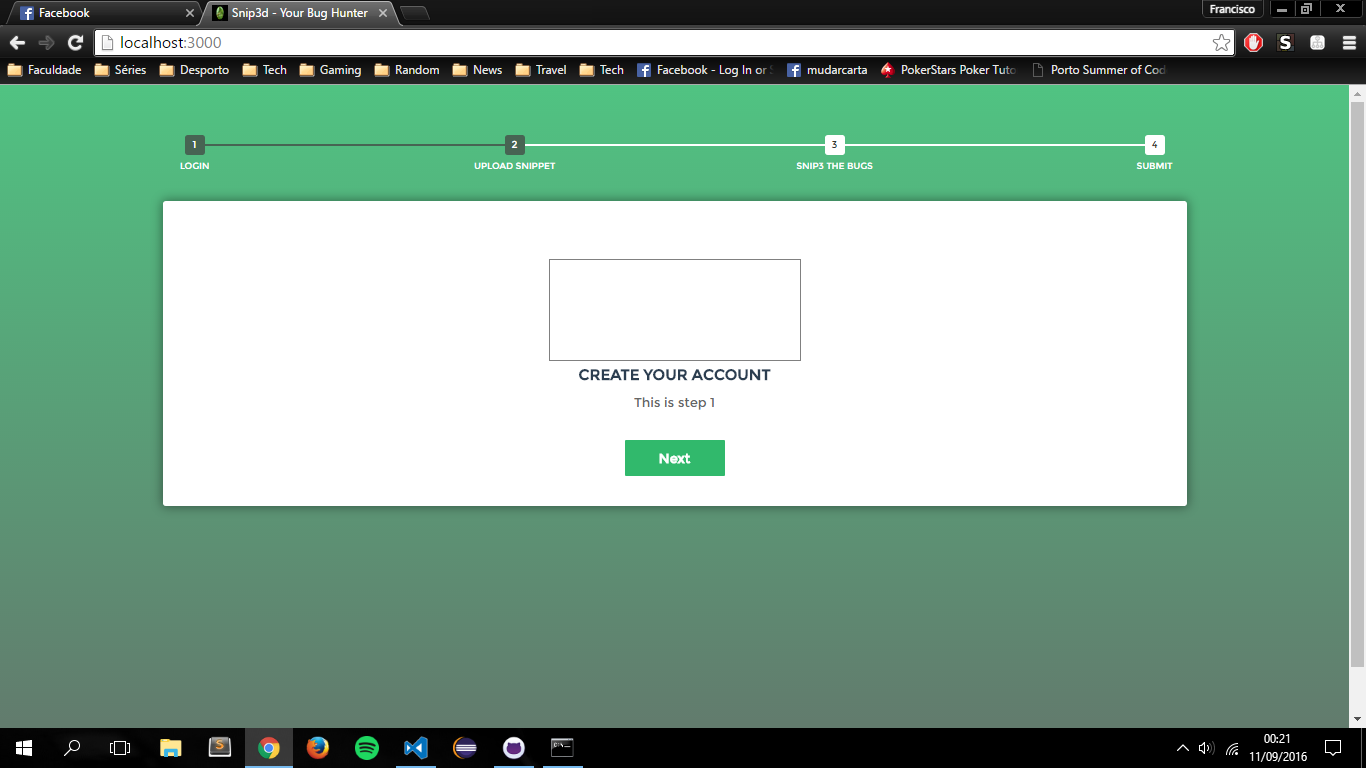 Facebook
Snip3d - Your Bug Hunter
Francisco
localhost:3000
Faculdade
Séries
Desporto
Tech
Gaming
Random
News
Travel
Tech
Facebook - Log In or
mudarcarta
PokerStars Poker Tuto
Porto Summer of Cod
1
2
3
4
LOGIN
UPLOAD SNIPPET
SNIP3 THE BUGS
SUBMIT
CREATE YOUR ACCOUNT
This is step 1
Next
00:21
11/09/2016